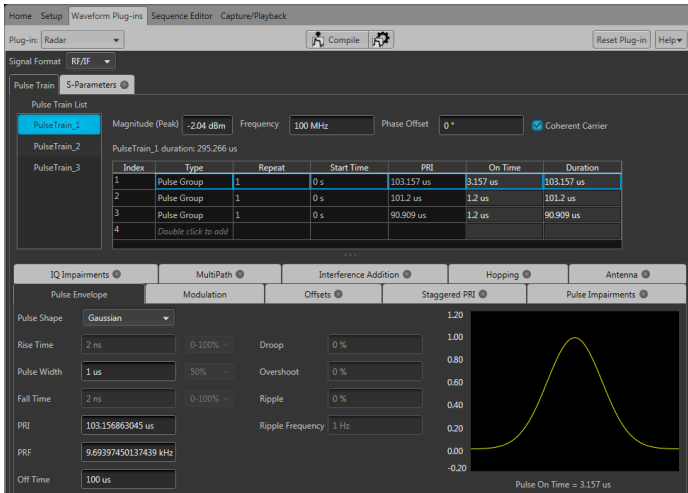 Home Setup Waveform Plug-ins Sequence Editor Capture/Playback
Plug-in: Radar Compile Reset Plug-in Help
Signal Format RF/IF
Pulse Train S-Parameters
Pulse Train List
PulseTrain_1
PulseTrain_2
PulseTrain_3
Magnitude (Peak) -2.04 dBm Frequency 100 MHz Phase Offset 0° Coherent Carrier
PulseTrain_1 duration: 295.266 us
Index Type Repeat Start Time PRI On Time Duration
1 Pulse Group 1 0 s 103.157 us 3.157 us 103.157 us
2 Pulse Group 1 0 s 101.2 us 1.2 us 101.2 us
3 Pulse Group 1 0 s 90.909 us 1.2 us 90.909 us
4 Double click to add
IQ Impairments MultiPath Interference Addition Hopping Antenna
Pulse Envelope Modulation Offsets Staggered PRI Pulse Impairments
Pulse Shape Gaussian
Rise Time 2 ns 0-100% Droop 0 %
Pulse Width 1 us 50% Overshoot 0 %
Fall Time 2 ns 0-100% Ripple 0 %
PRI 103.156863045 us Ripple Frequency 1 Hz
PRF 9.69397450137439 kHz
Off Time 100 us
1.20
1.00
0.80
0.60
0.40
0.20
0.00
-0.20
Pulse On Time = 3.157 us